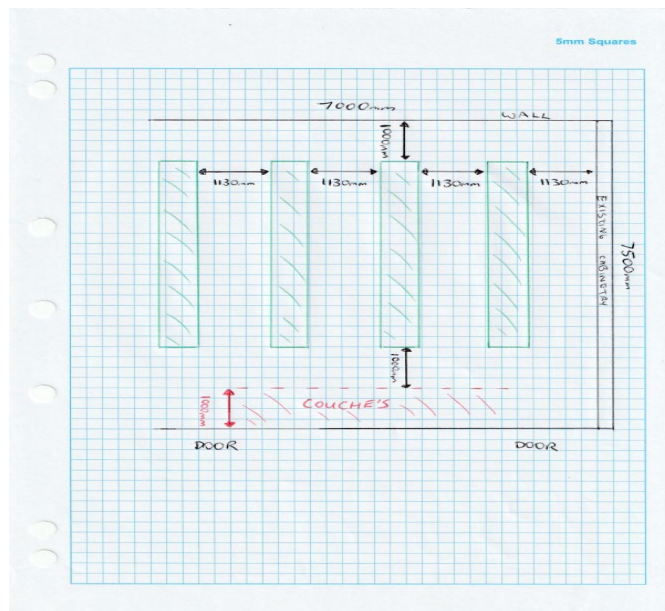 5mm Squares
7000mm
WALL
1000mm
1130mm
1130mm
1130mm
1130mm
EXISTING CABINETRY
7500mm
1000mm
1000mm
COUCHE'S
DOOR
DOOR